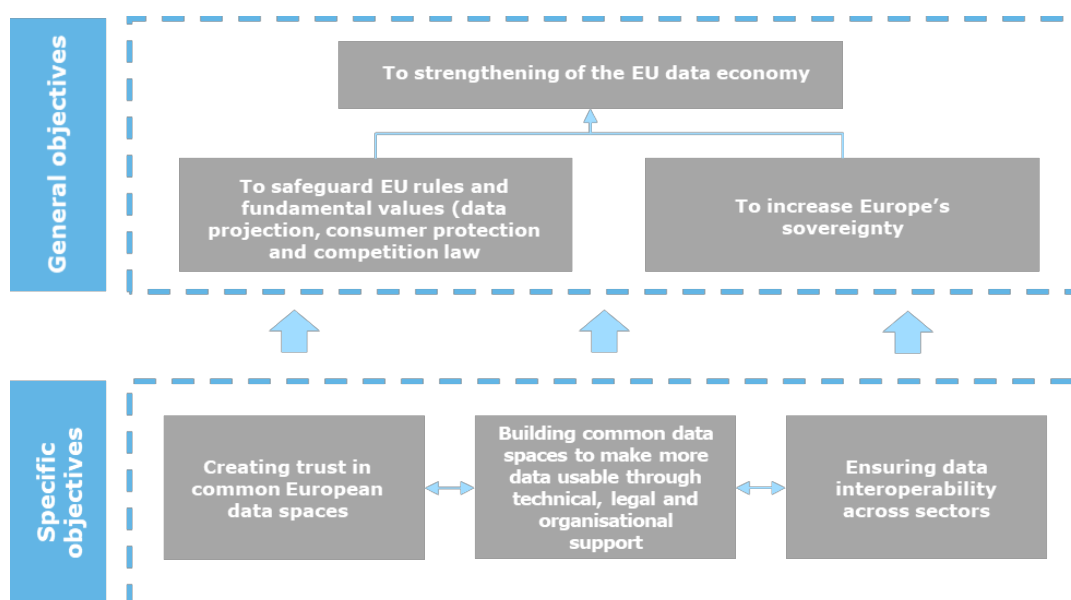 General objectives
To strengthening of the EU data economy
To safeguard EU rules and
fundamental values (data
projection, consumer protection
and competition law
To increase Europe's
sovereignty
Specific
objectives
Creating trust in
common European
data spaces
Building common data
spaces to make more
data usable through
technical, legal and
organisational
support
Ensuring data
interoperability
across sectors